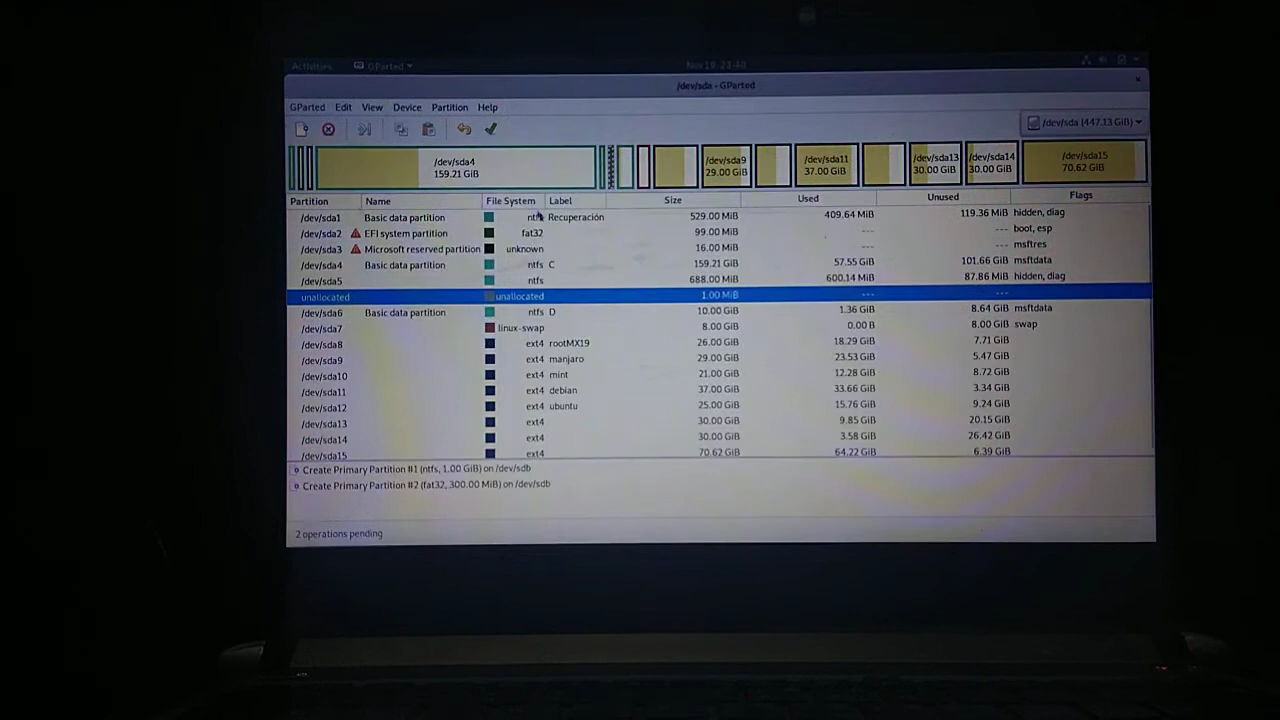 Activities GParted Nov 19 23:40
/dev/sda - GParted ×
GParted Edit View Device Partition Help
/dev/sda (447.13 GiB)
/dev/sda4 /dev/sda9 /dev/sda11 /dev/sda13 /dev/sda14 /dev/sda15
159.21 GiB 29.00 GiB 37.00 GiB 30.00 GiB 30.00 GiB 70.62 GiB
Partition Name File System Label Size Used Unused Flags
/dev/sda1 Basic data partition ntfs Recuperación 529.00 MiB 409.64 MiB 119.36 MiB hidden, diag
/dev/sda2 EFI system partition fat32 99.00 MiB --- --- boot, esp
/dev/sda3 Microsoft reserved partition unknown 16.00 MiB --- --- msftres
/dev/sda4 Basic data partition ntfs C 159.21 GiB 57.55 GiB 101.66 GiB msftdata
/dev/sda5 ntfs 688.00 MiB 600.14 MiB 87.86 MiB hidden, diag
unallocated unallocated 1.00 MiB --- ---
/dev/sda6 Basic data partition ntfs D 10.00 GiB 1.36 GiB 8.64 GiB msftdata
/dev/sda7 linux-swap 8.00 GiB 0.00 B 8.00 GiB swap
/dev/sda8 ext4 rootMX19 26.00 GiB 18.29 GiB 7.71 GiB
/dev/sda9 ext4 manjaro 29.00 GiB 23.53 GiB 5.47 GiB
/dev/sda10 ext4 mint 21.00 GiB 12.28 GiB 8.72 GiB
/dev/sda11 ext4 debian 37.00 GiB 33.66 GiB 3.34 GiB
/dev/sda12 ext4 ubuntu 25.00 GiB 15.76 GiB 9.24 GiB
/dev/sda13 ext4 30.00 GiB 9.85 GiB 20.15 GiB
/dev/sda14 ext4 30.00 GiB 3.58 GiB 26.42 GiB
/dev/sda15 ext4 70.62 GiB 64.22 GiB 6.39 GiB
Create Primary Partition #1 (ntfs, 1.00 GiB) on /dev/sdb
Create Primary Partition #2 (fat32, 300.00 MiB) on /dev/sdb
2 operations pending